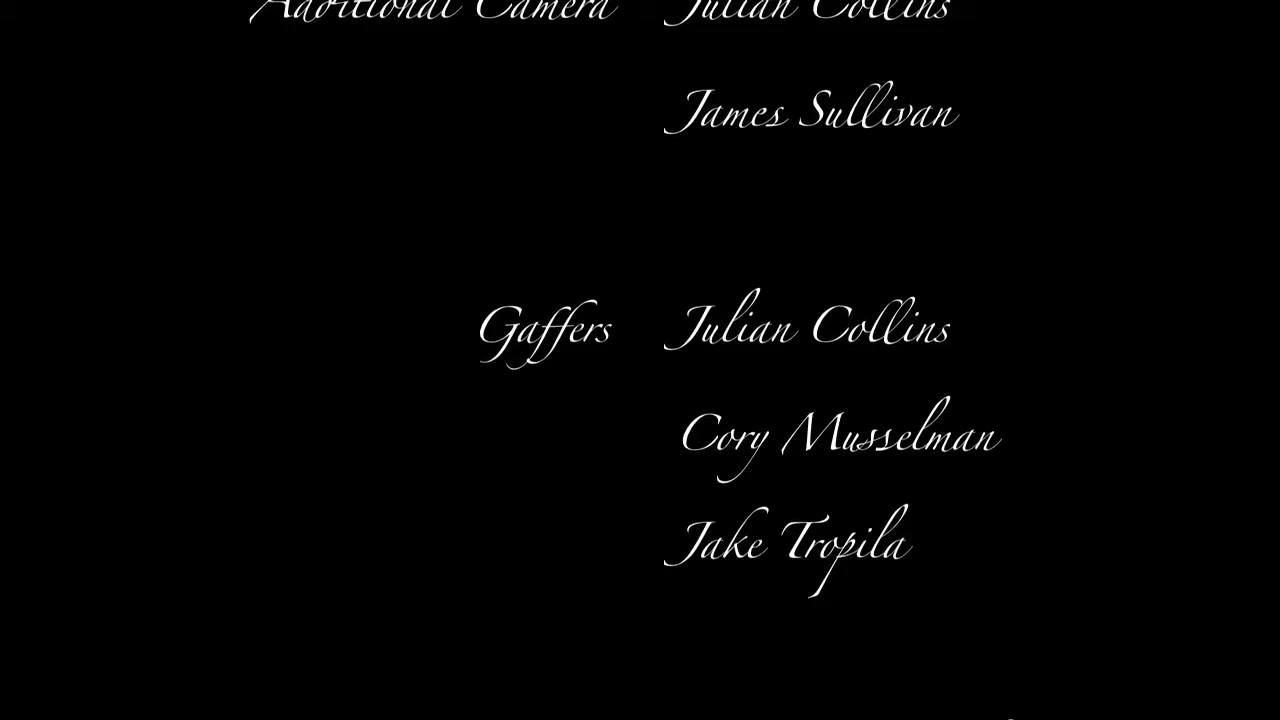 Additional Camera Julian Collins
James Sullivan
Gaffers Julian Collins
Cory Musselman
Jake Tropila